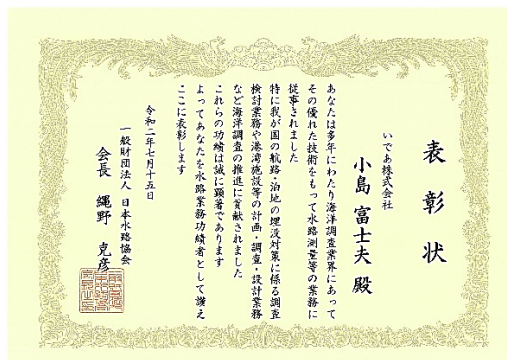 表彰状
いであ株式会社
小島 富士夫 殿
あなたは多年にわたり海洋調査業界にあって
その優れた技術をもって水路測量等の業務に
従事されました
特に我が国の航路・泊地の埋没対策に係る調査
検討業務や港湾施設等の計画・調査・設計業務
など海洋調査の推進に貢献されました
これらの功績は誠に顕著であります
よってあなたを水路業務功績者として讃え
ここに表彰します
令和二年七月十五日
一般財団法人 日本水路協会
会長 縄野 克彦